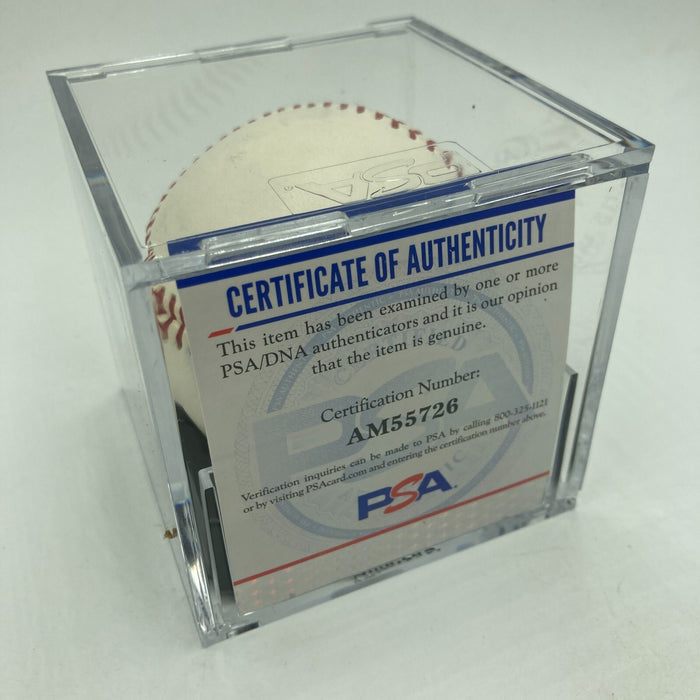 PSA
CERTIFICATE OF AUTHENTICITY
This item has been examined by one or more
PSA/DNA authenticators and it is our opinion
that the item is genuine.
Certification Number:
AM55726
Verification inquiries can be made to PSA by calling 800-325-1121
or by visiting PSAcard.com and entering the certification number above.
PSA